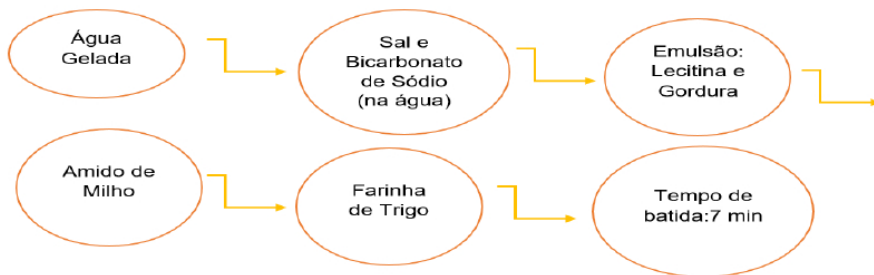 Água
Gelada
Sal e
Bicarbonato
de Sódio
(na água)
Emulsão:
Lecitina e
Gordura
Amido de
Milho
Farinha
de Trigo
Tempo de
batida:7 min